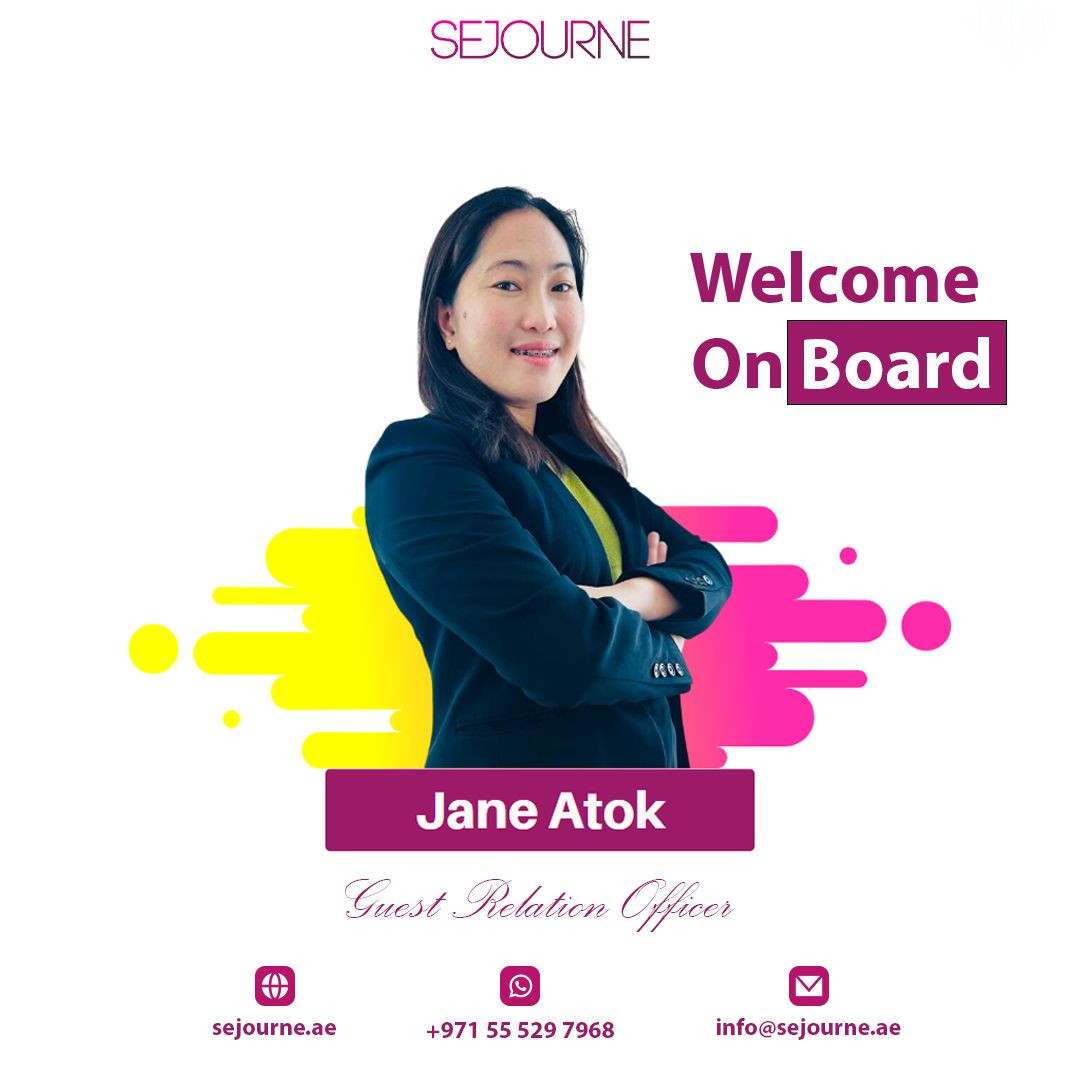 SEJOURNE
Welcome
On Board
Jane Atok
Guest Relation Officer
sejourne.ae
+971 55 529 7968
info@sejourne.ae